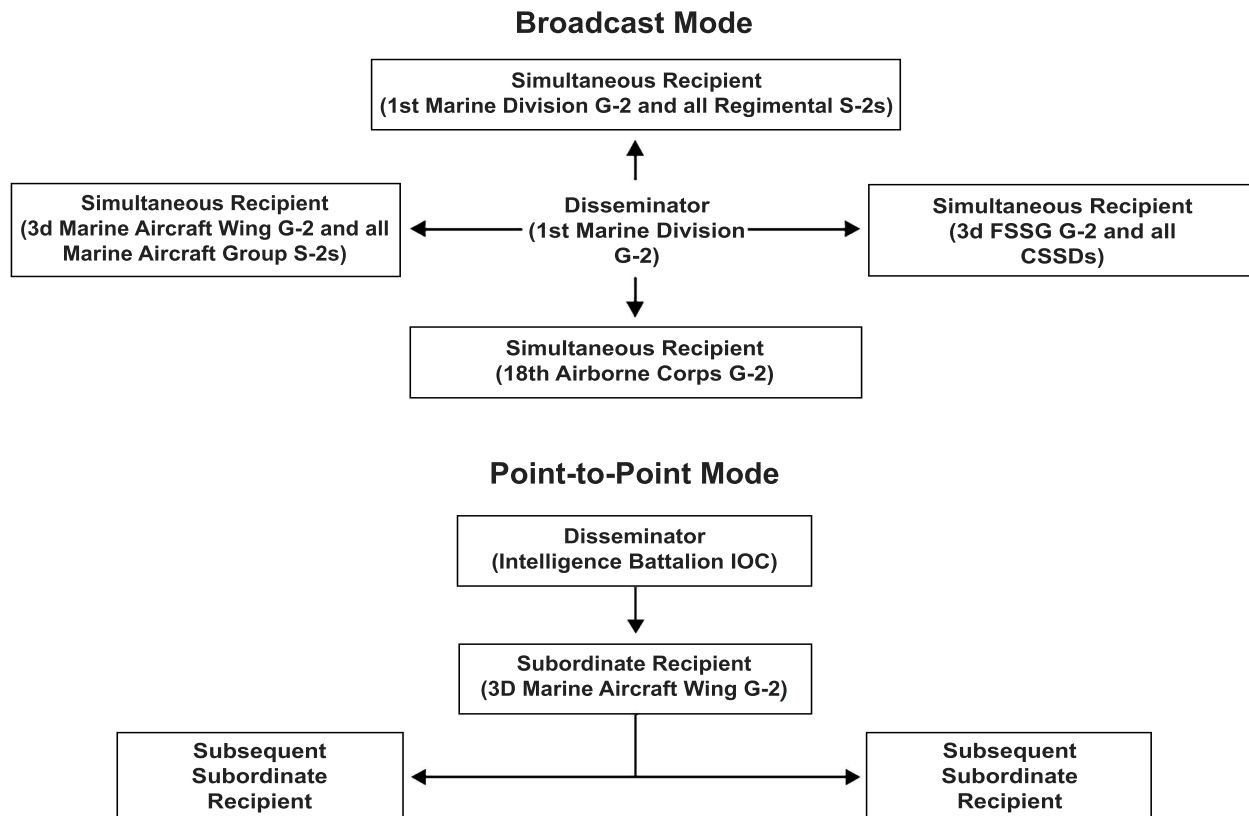 Broadcast Mode
Simultaneous Recipient
(1st Marine Division G-2 and all Regimental S-2s)
Simultaneous Recipient
(3d Marine Aircraft Wing G-2 and all
Marine Aircraft Group S-2s)
Disseminator
(1st Marine Division
G-2)
Simultaneous Recipient
(3d FSSG G-2 and all
CSSDs)
Simultaneous Recipient
(18th Airborne Corps G-2)
Point-to-Point Mode
Disseminator
(Intelligence Battalion IOC)
Subordinate Recipient
(3D Marine Aircraft Wing G-2)
Subsequent
Subordinate
Recipient
Subsequent
Subordinate
Recipient